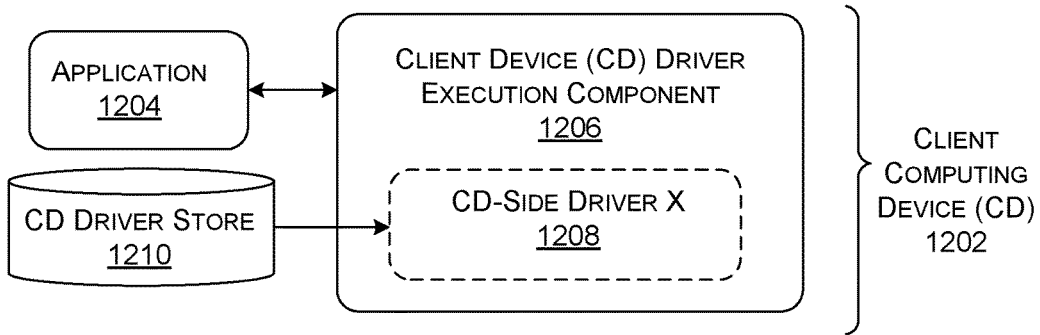 APPLICATION
1204
CLIENT DEVICE (CD) DRIVER
EXECUTION COMPONENT
1206
CD DRIVER STORE
1210
CD-SIDE DRIVER X
1208
CLIENT
COMPUTING
DEVICE (CD)
1202